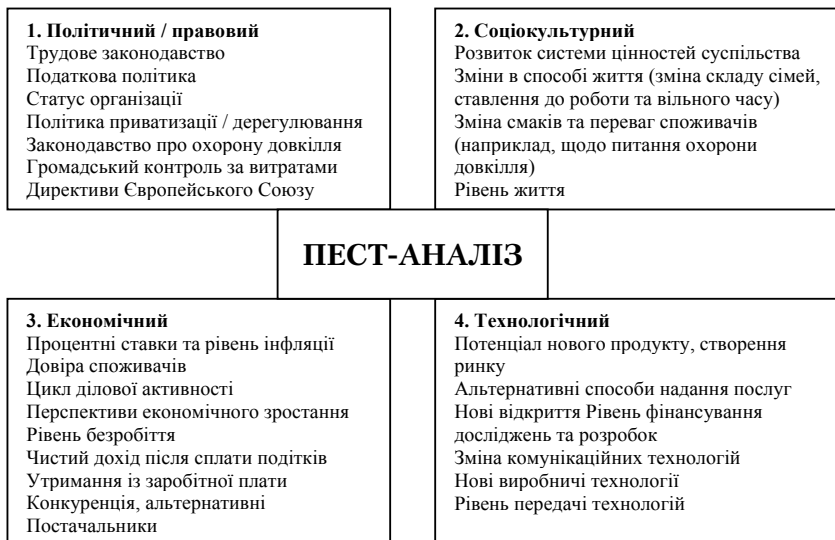 1. Політичний / правовий
Трудове законодавство
Податкова політика
Статус організації
Політика приватизації / дерегулювання
Законодавство про охорону довкілля
Громадський контроль за витратами
Директиви Європейського Союзу
2. Соціокультурний
Розвиток системи цінностей суспільства
Зміни в способі життя (зміна складу сімей,
ставлення до роботи та вільного часу)
Зміна смаків та переваг споживачів
(наприклад, щодо питання охорони
довкілля)
Рівень життя
ПЕСТ-АНАЛІЗ
3. Економічний
Процентні ставки та рівень інфляції
Довіра споживачів
Цикл ділової активності
Перспективи економічного зростання
Рівень безробіття
Чистий дохід після сплати подітків
Утримання із заробітної плати
Конкуренція, альтернативні
Постачальники
4. Технологічний
Потенціал нового продукту, створення
ринку
Альтернативні способи надання послуг
Нові відкриття Рівень фінансування
досліджень та розробок
Зміна комунікаційних технологій
Нові виробничі технології
Рівень передачі технологій